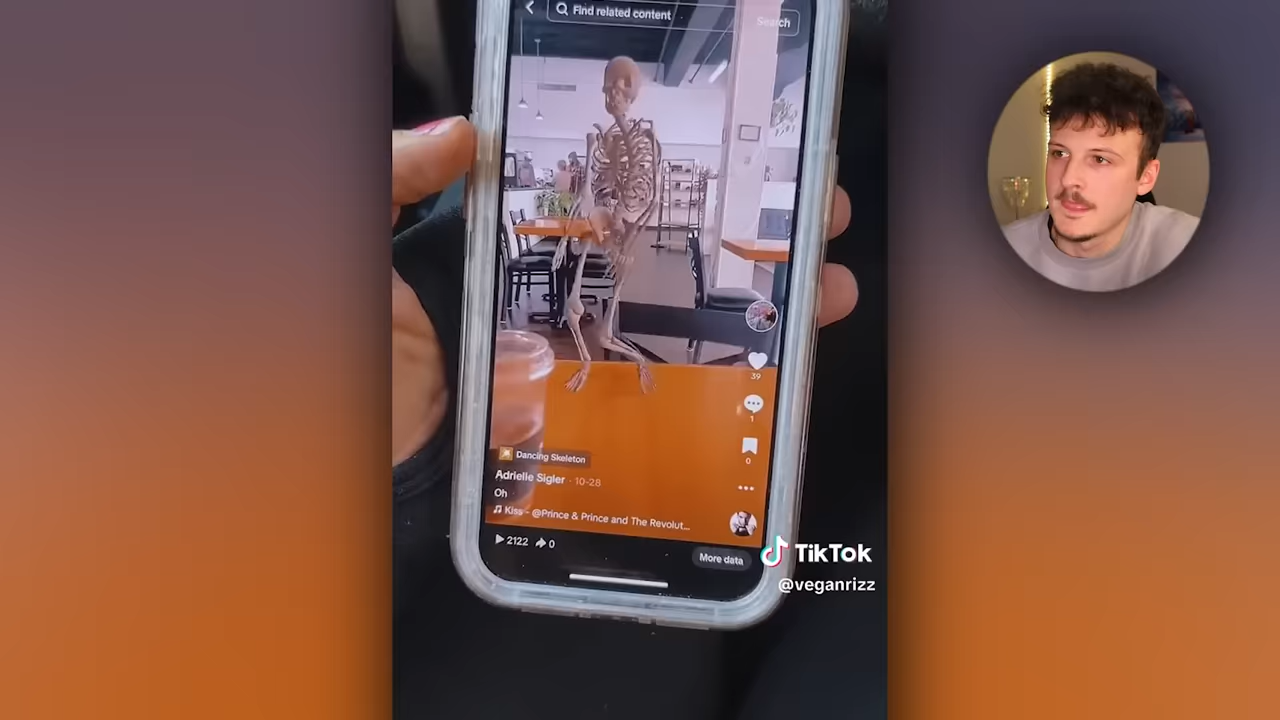 Find related content
Search
39
1
0
Dancing Skeleton
Adrielle Sigler · 10-28
Oh
Kiss - @Prince & Prince and The Revolut...
2122
0
More data
TikTok
@veganrizz